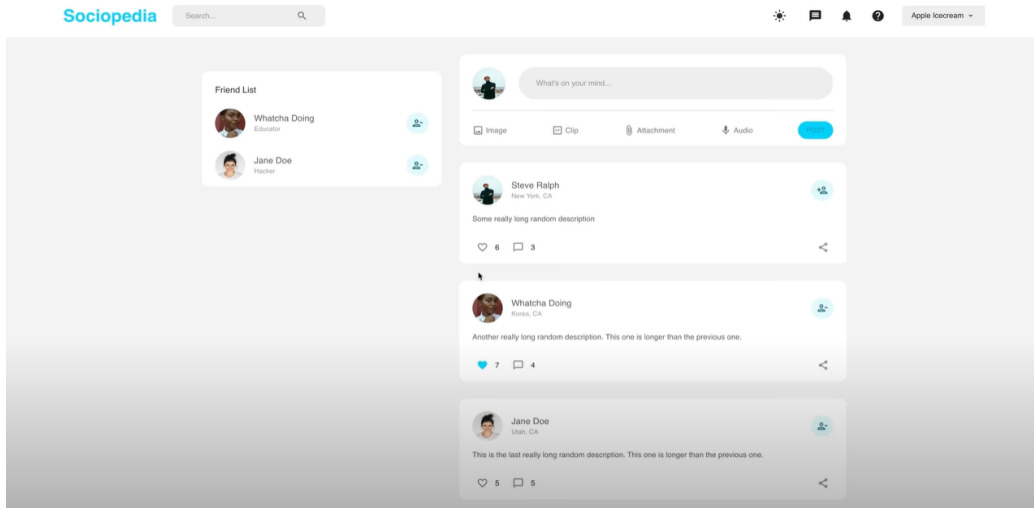 Sociopedia
Search...
Apple Icecream
Friend List
Whatcha Doing
Educator
Jane Doe
Hacker
What's on your mind...
Image
Clip
Attachment
Audio
POST
Steve Ralph
New York, CA
Some really long random description
6
3
Whatcha Doing
Korea, CA
Another really long random description. This one is longer than the previous one.
7
4
Jane Doe
Utah, CA
This is the last really long random description. This one is longer than the previous one.
5
5